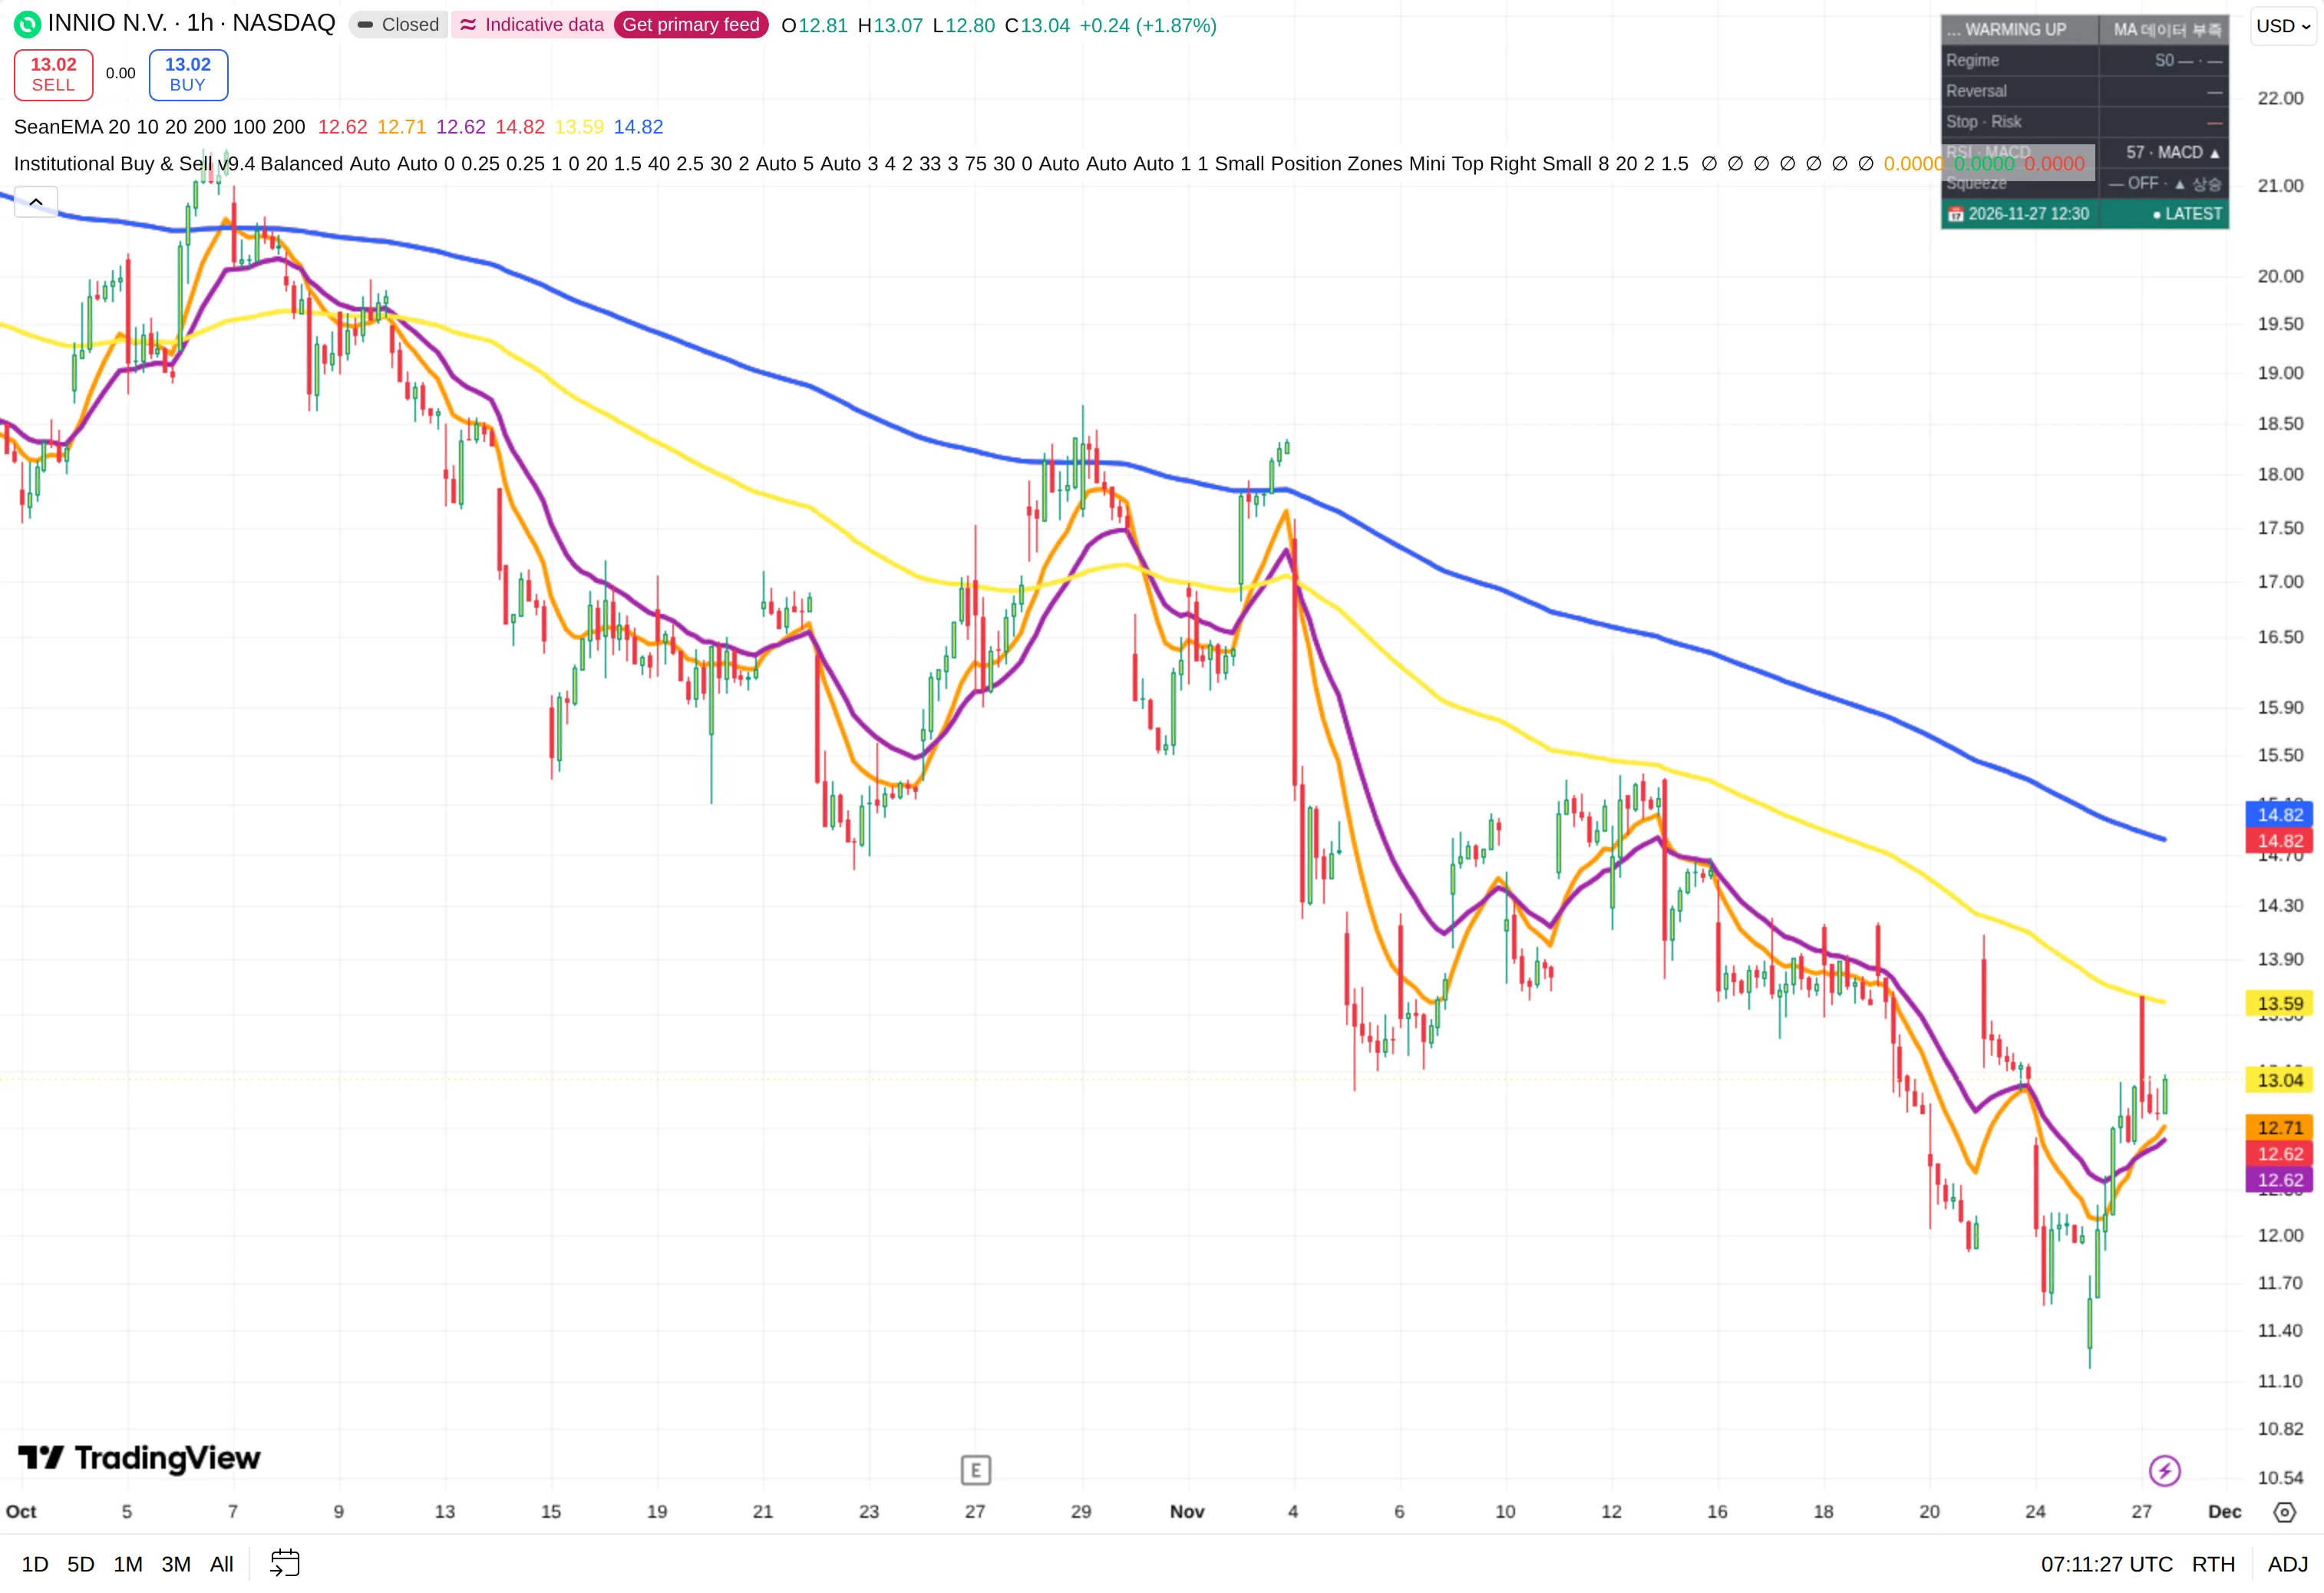 INNIO N.V. · 1h · NASDAQ Closed Indicative data Get primary feed O12.81 H13.07 L12.80 C13.04 +0.24 (+1.87%)
13.02 SELL 0.00 13.02 BUY
SeanEMA 20 10 20 200 100 200 12.62 12.71 12.62 14.82 13.59 14.82
Institutional Buy & Sell v9.4 Balanced Auto Auto 0 0.25 0.25 1 0 20 1.5 40 2.5 30 2 Auto 5 Auto 3 4 2 33 3 75 30 0 Auto Auto Auto 1 1 Small Position Zones Mini Top Right Small 8 20 2 1.5 ∅ ∅ ∅ ∅ ∅ ∅ ∅ 0.0000 0.0000 0.0000
... WARMING UP MA 데이터 부족
Regime S0 — · —
Reversal —
Stop · Risk —
RSI · MACD 57 · MACD ▲
Squeeze — OFF · ▲ 상승
2026-11-27 12:30 ● LATEST
USD
22.00
21.00
20.00
19.50
19.00
18.50
18.00
17.50
17.00
16.50
15.90
15.50
14.82
14.82
14.70
14.30
13.90
13.59
13.04
12.71
12.62
12.62
12.00
11.70
11.40
11.10
10.82
10.54
TradingView
E
Oct 5 7 9 13 15 19 21 23 27 29 Nov 4 6 10 12 16 18 20 24 27 Dec
1D 5D 1M 3M All 07:11:27 UTC RTH ADJ